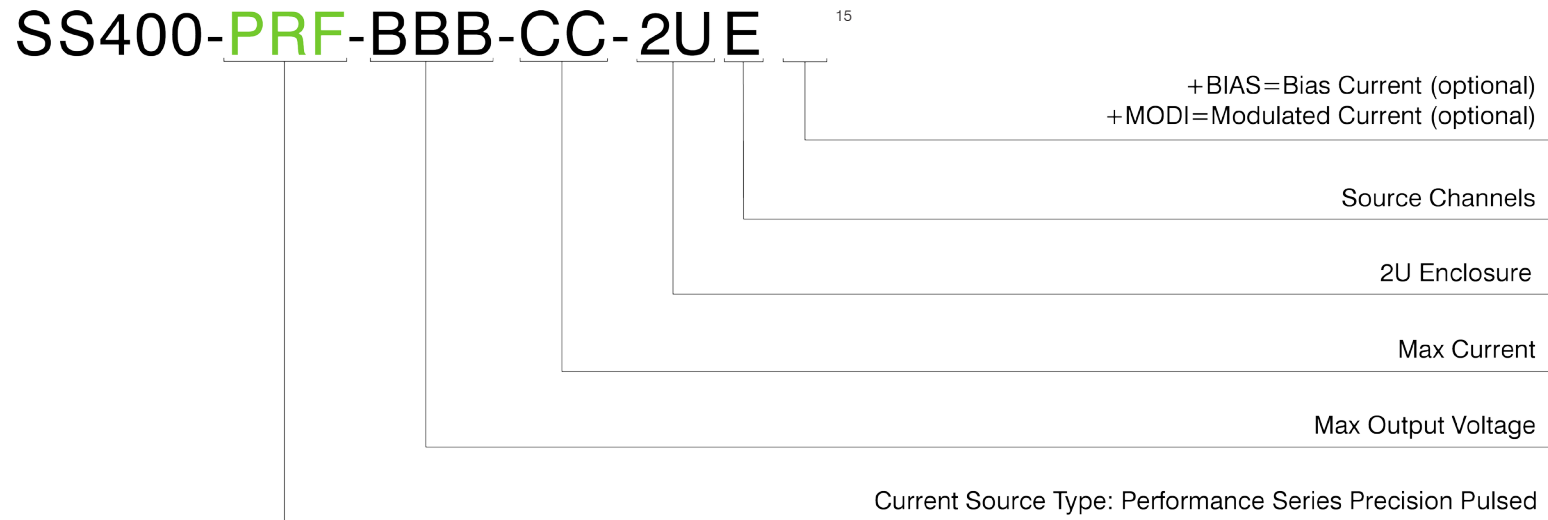 SS400-PRF-BBB-CC-2UE 15
+BIAS=Bias Current (optional)
+MODI=Modulated Current (optional)
Source Channels
2U Enclosure
Max Current
Max Output Voltage
Current Source Type: Performance Series Precision Pulsed